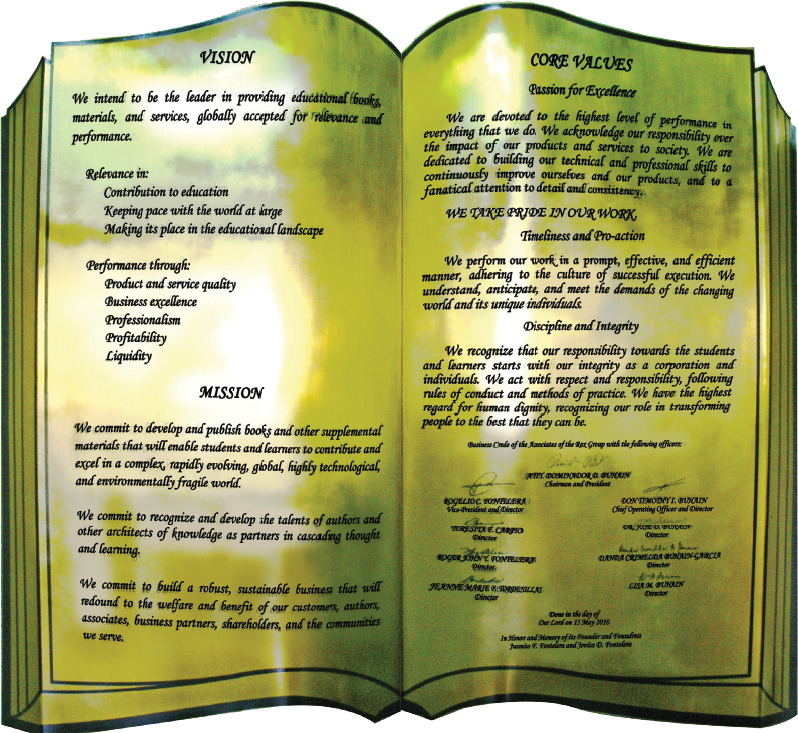 VISION
We intend to be the leader in providing educational books,
materials, and services, globally accepted for relevance and
performance.
Relevance in:
Contribution to education
Keeping pace with the world at large
Making its place in the educational landscape
Performance through:
Product and service quality
Business excellence
Professionalism
Profitability
Liquidity
MISSION
We commit to develop and publish books and other supplemental
materials that will enable students and learners to contribute and
excel in a complex, rapidly evolving, global, highly technological,
and environmentally fragile world.
We commit to recognize and develop the talents of authors and
other architects of knowledge as partners in cascading thought
and learning.
We commit to build a robust, sustainable business that will
redound to the welfare and benefit of our customers, authors,
associates, business partners, shareholders, and the communities
we serve.
CORE VALUES
Passion for Excellence
We are devoted to the highest level of performance in
everything that we do. We acknowledge our responsibility over
the impact of our products and services to society. We are
dedicated to building our technical and professional skills to
continuously improve ourselves and our products, and to a
fanatical attention to detail and consistency.
WE TAKE PRIDE IN OUR WORK.
Timeliness and Pro-action
We perform our work in a prompt, effective, and efficient
manner, adhering to the culture of successful execution. We
understand, anticipate, and meet the demands of the changing
world and its unique individuals.
Discipline and Integrity
We recognize that our responsibility towards the students
and learners starts with our integrity as a corporation and
individuals. We act with respect and responsibility, following
rules of conduct and methods of practice. We have the highest
regard for human dignity, recognizing our role in transforming
people to the best that they can be.
Business Credo of the Associates of the Rex Group with the following officers:
ATTY. DOMINADOR D. BUHAIN
Chairman and President
ROGELIO C. FONTELERA
Vice-President and Director
DON TIMOTHY I. BUHAIN
Chief Operating Officer and Director
TERESITA F. CARPIO
Director
DR. JOSE D. BUHAIN
Director
ROGER JOHN Y. FONTELERA
Director
DANDA CRIMELDA BUHAIN-GARCIA
Director
JEANNE MARIE F. TORDESILLAS
Director
LISA M. BUHAIN
Director
Done in the day of
Our Lord on 15 May 2010
In Honor and Memory of its Founder and Foundress
Juanito F. Fontelera and Jovita D. Fontelera